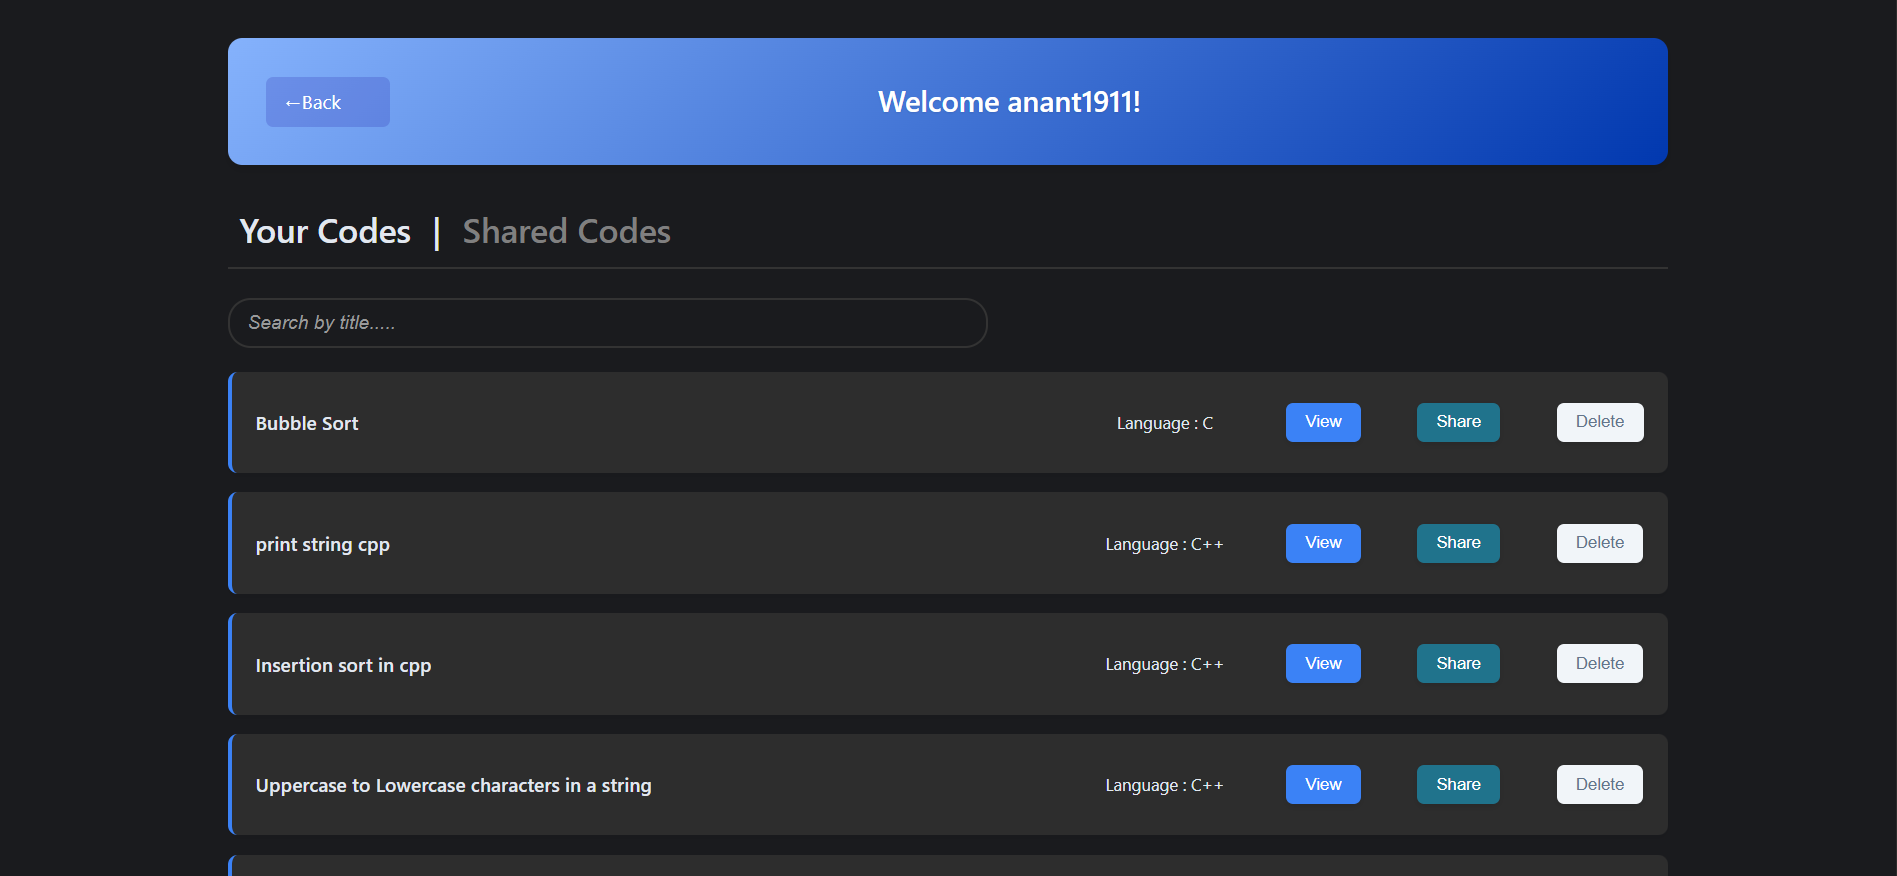 ←Back
Welcome anant1911!
Your Codes | Shared Codes
Search by title.....
Bubble Sort Language : C View Share Delete
print string cpp Language : C++ View Share Delete
Insertion sort in cpp Language : C++ View Share Delete
Uppercase to Lowercase characters in a string Language : C++ View Share Delete